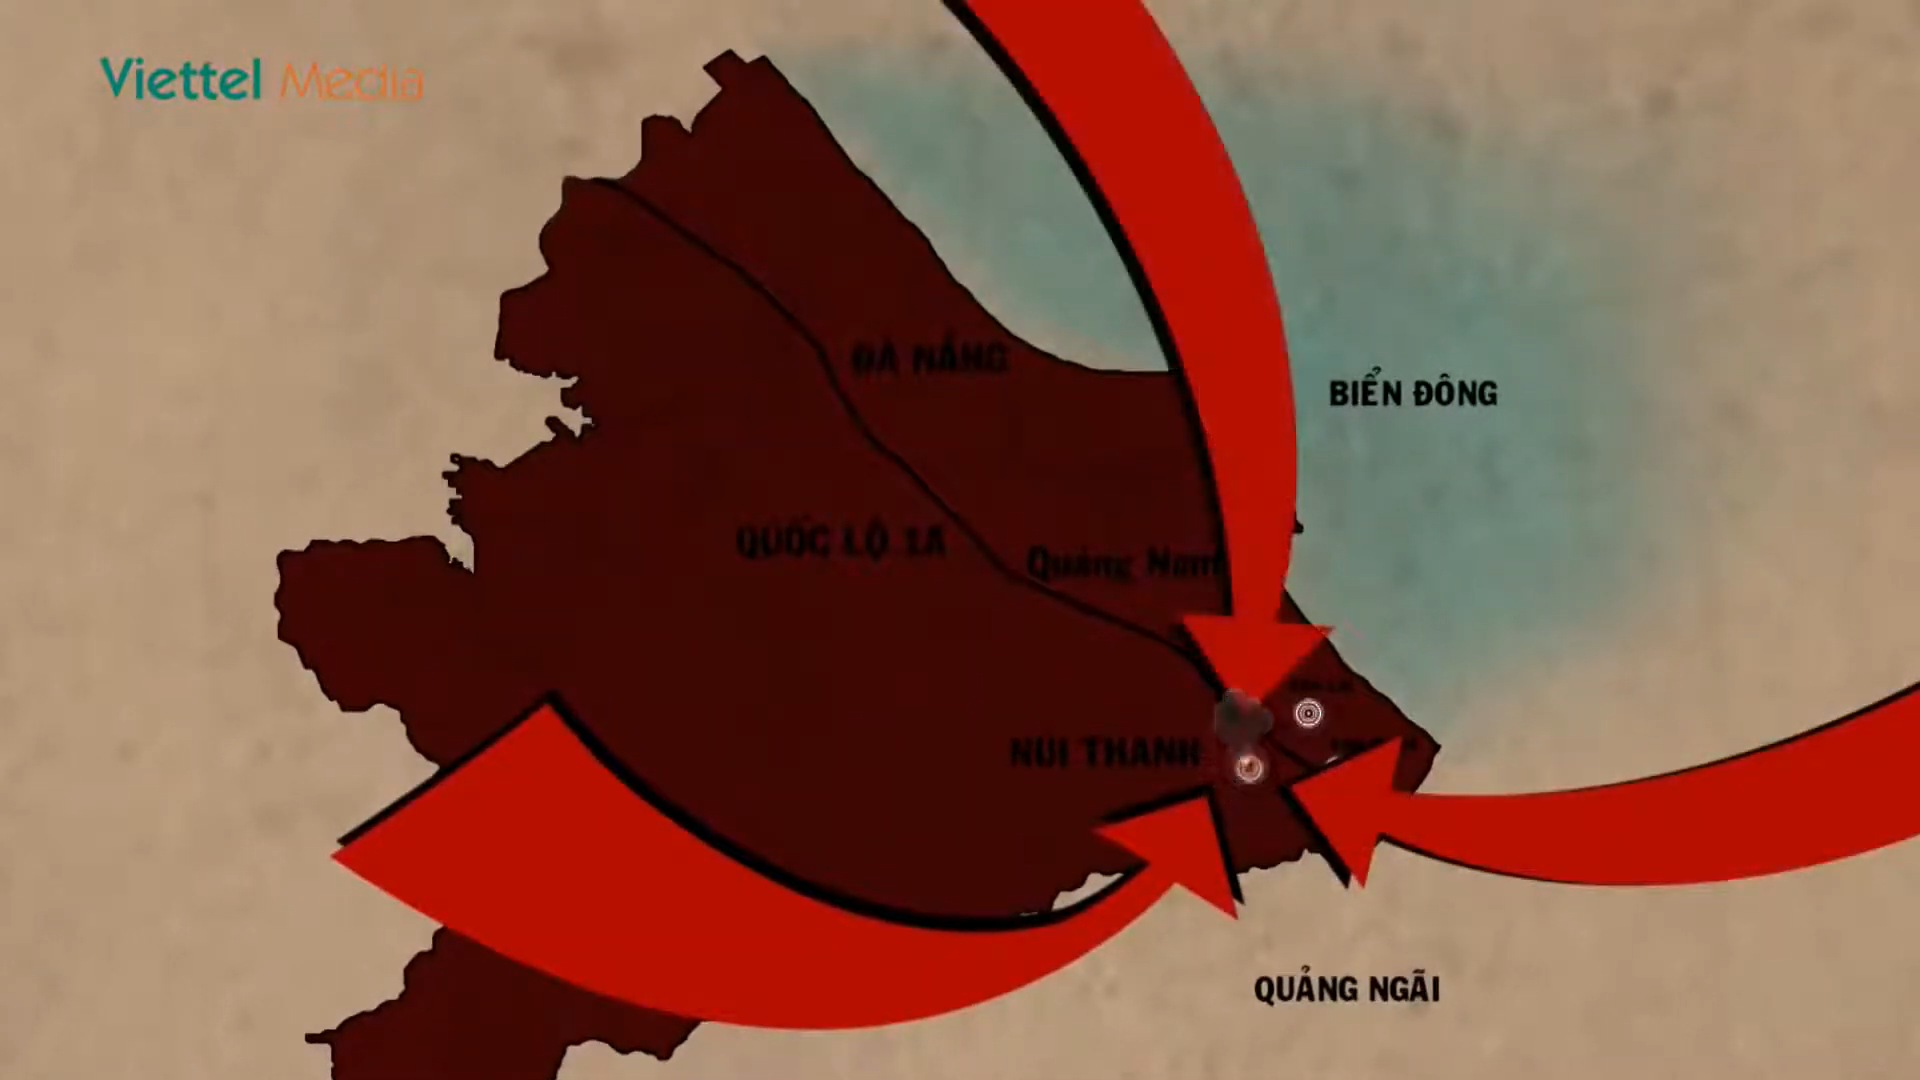 Viettel Media
ĐÀ NẴNG
BIỂN ĐÔNG
QUỐC LỘ 1A
Quảng Nam
NÚI THÀNH
QUẢNG NGÃI